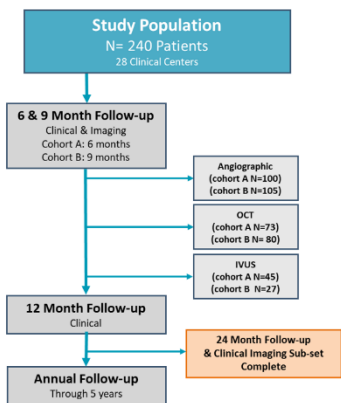 Study Population
N= 240 Patients
28 Clinical Centers
6 & 9 Month Follow-up
Clinical & Imaging
Cohort A: 6 months
Cohort B: 9 months
Angiographic
(cohort A N=100)
(cohort B N=105)
OCT
(cohort A N=73)
(cohort B N= 80)
IVUS
(cohort A N=45)
(cohort B N=27)
12 Month Follow-up
Clinical
24 Month Follow-up
& Clinical Imaging Sub-set
Complete
Annual Follow-up
Through 5 years